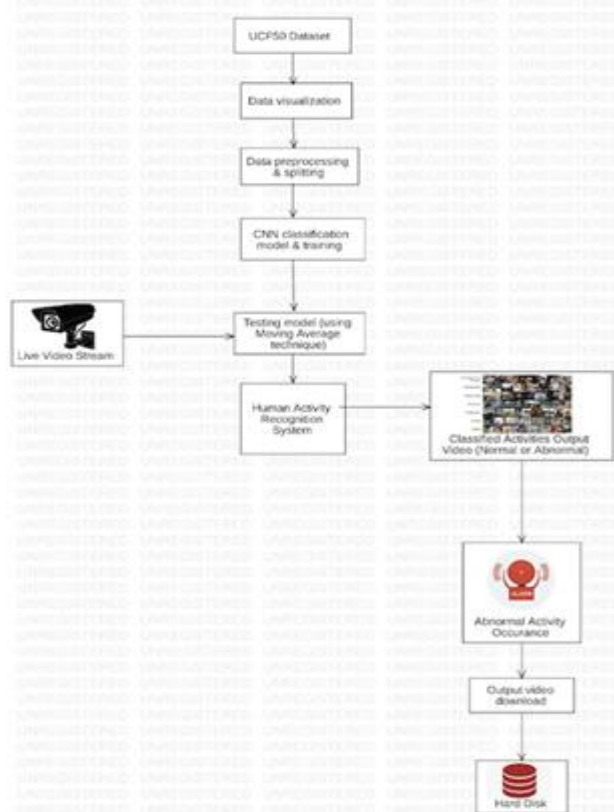 UCF50 Dataset
Data visualization
Data preprocessing
& splitting
CNN classification
model & training
Live Video Stream
Testing model (using
Moving Average
technique)
Human Activity
Recognition
System
Classified Activities Output
Video (Normal or Abnormal)
ALARM
Abnormal Activity
Occurance
Output video
download
Hard Disk
UNREGISTERED